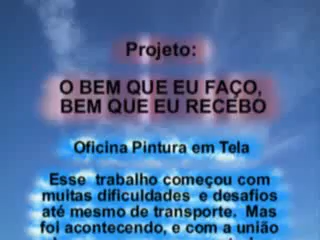 Projeto:
O BEM QUE EU FAÇO,
BEM QUE EU RECEBO
Oficina Pintura em Tela
Esse trabalho começou com
muitas dificuldades e desafios
até mesmo de transporte. Mas
foi acontecendo, e com a união